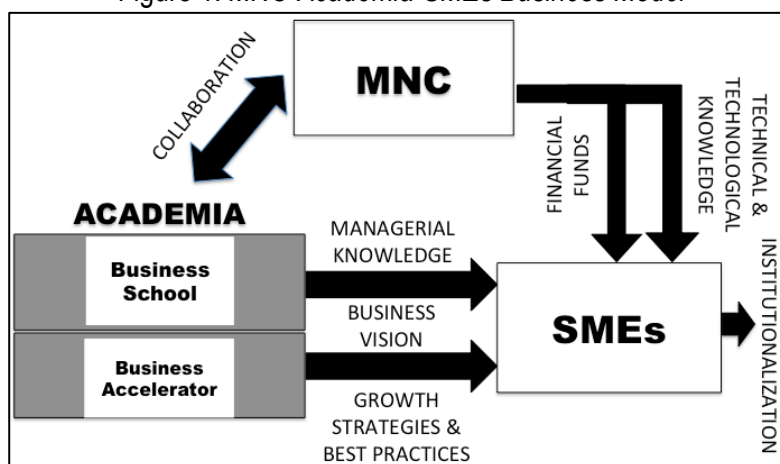 Figure MNC-Academia-SMEs Business Model
COLLABORATION
MNC
FINANCIAL
FUNDS
TECHNICAL &
TECHNOLOGICAL
KNOWLEDGE
ACADEMIA
Business
School
MANAGERIAL
KNOWLEDGE
BUSINESS
VISION
Business
Accelerator
GROWTH
STRATEGIES &
BEST PRACTICES
SMEs
INSTITUTIONALIZATION